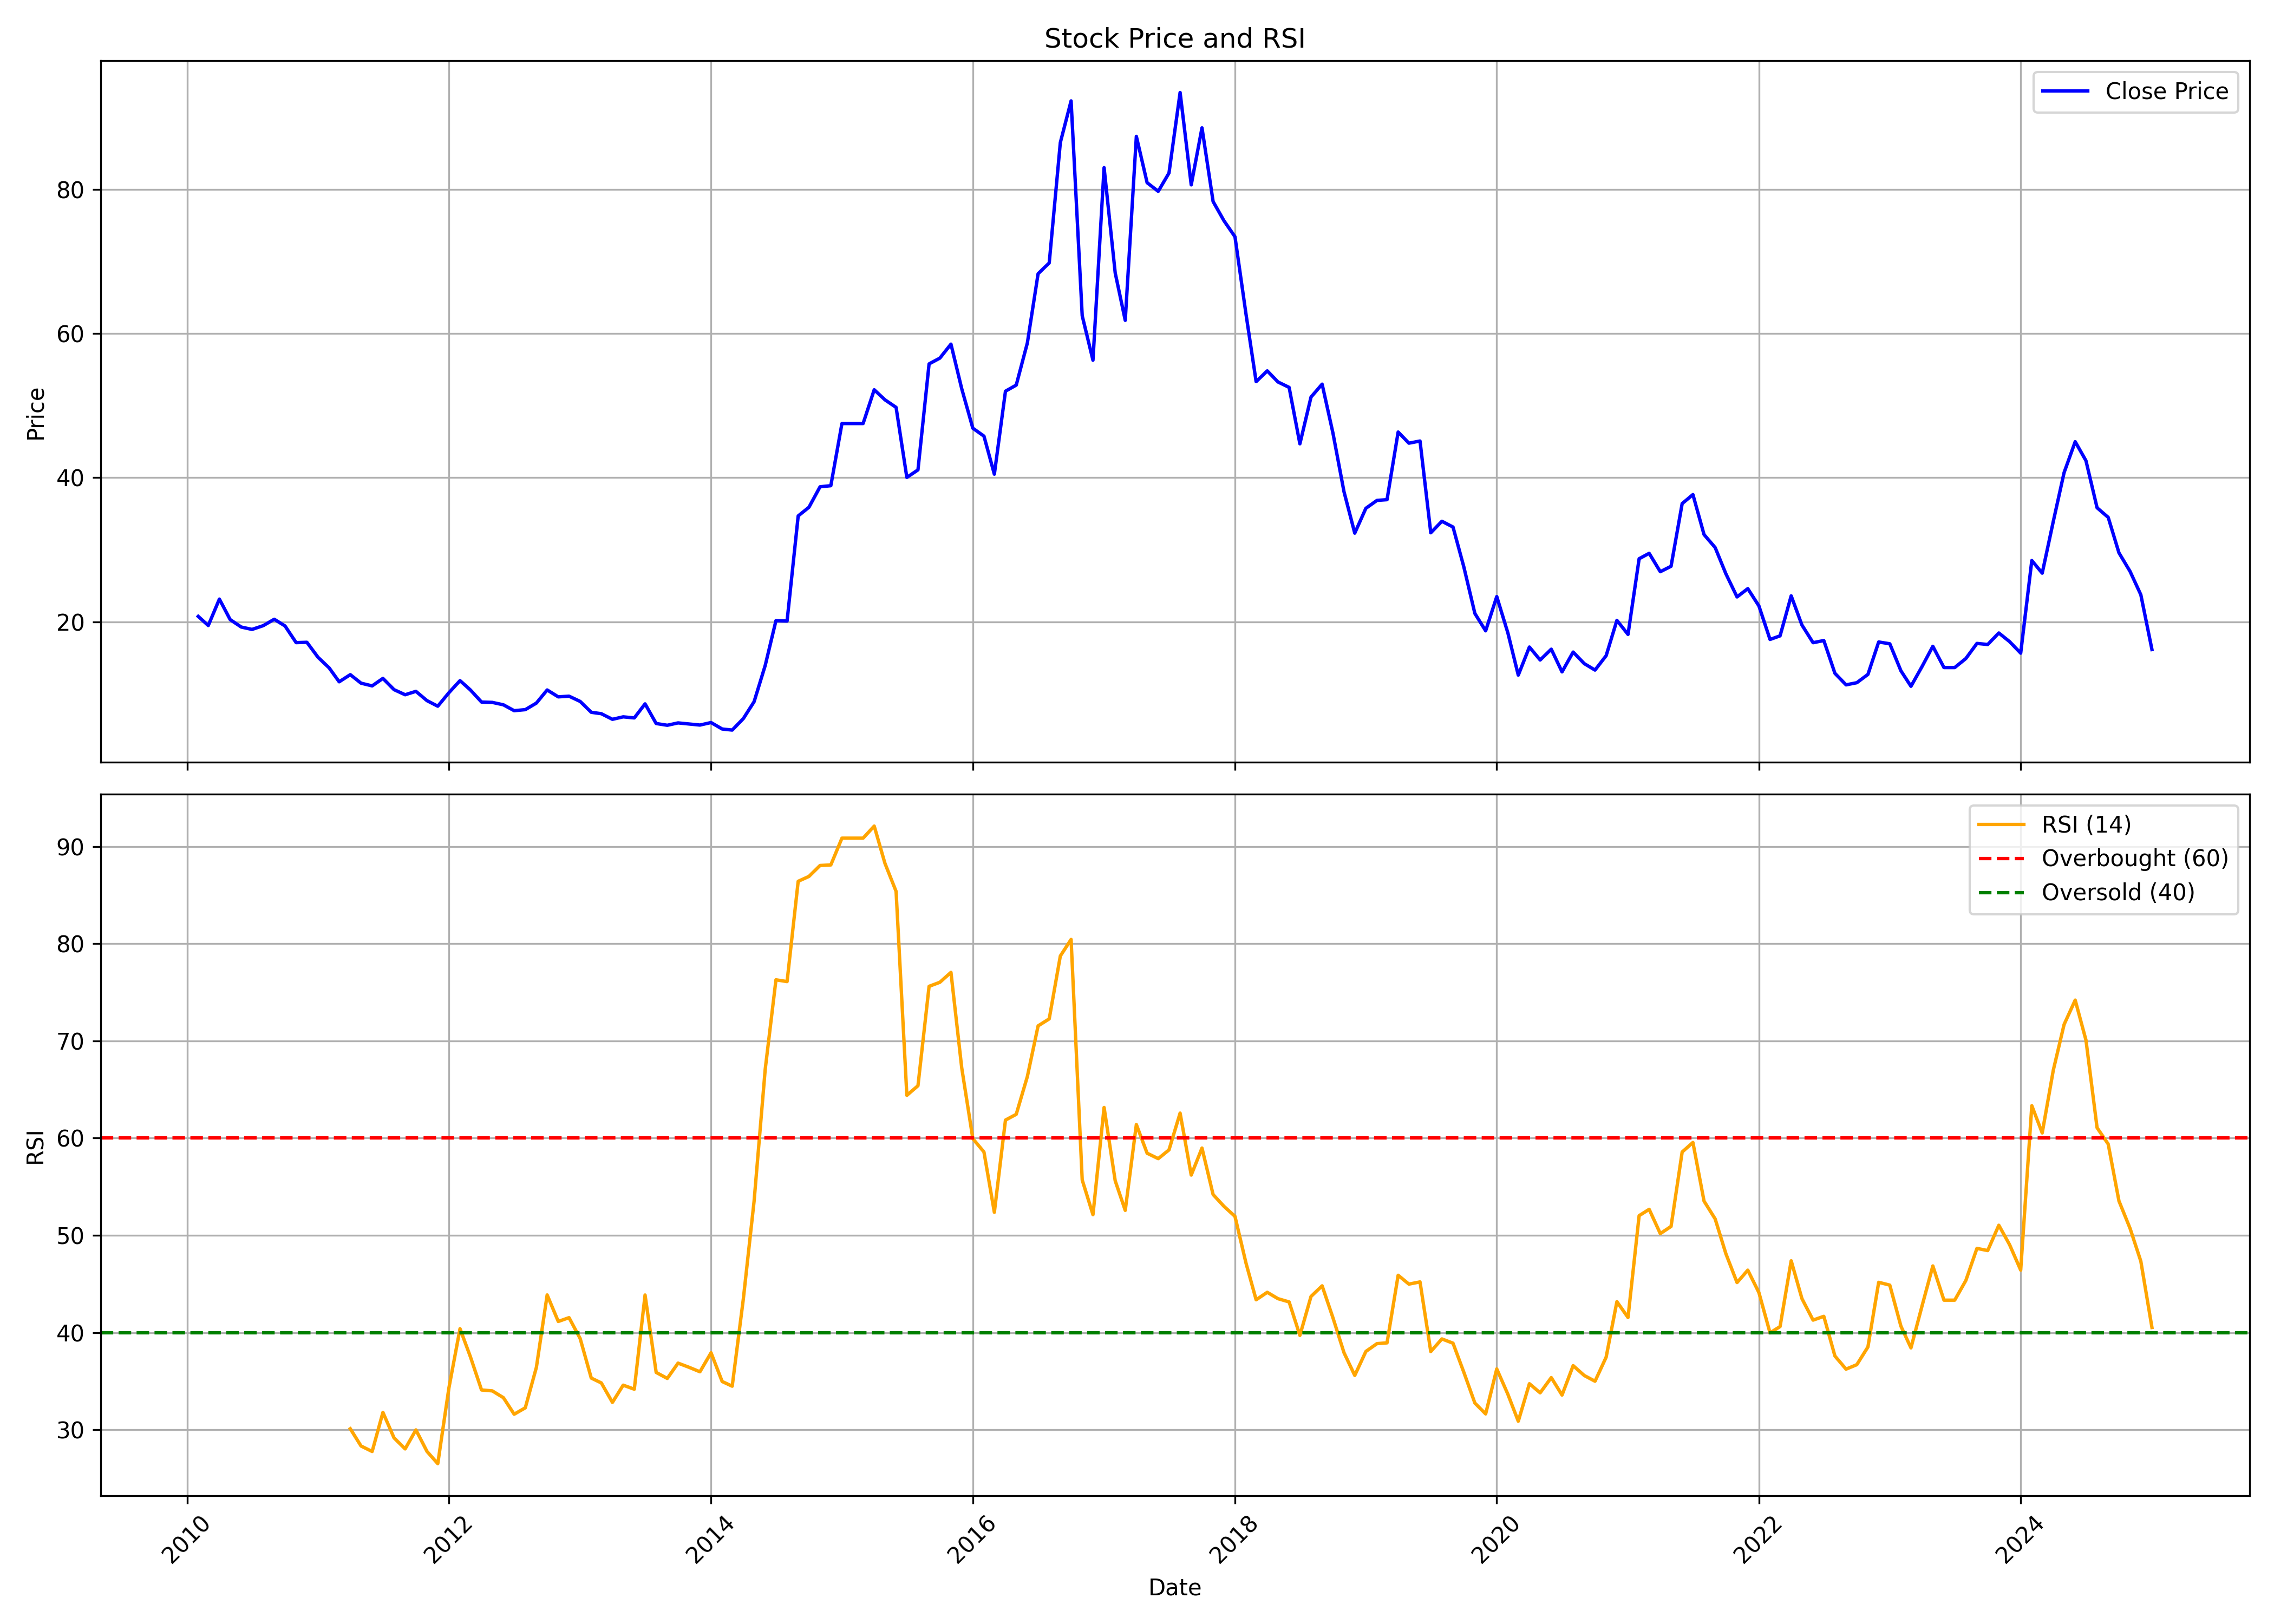 Stock Price and RSI
Close Price
80
60
40
20
Price
RSI (14)
Overbought (60)
Oversold (40)
90
80
70
60
50
40
30
RSI
2010 2012 2014 2016 2018 2020 2022 2024
Date